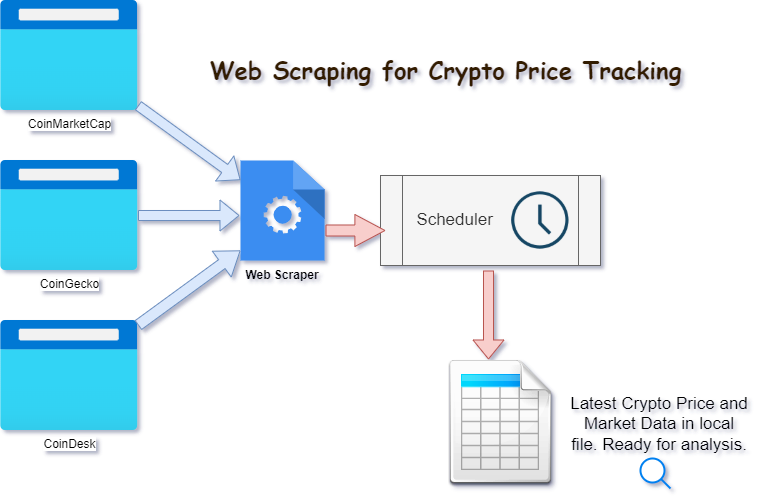 Web Scraping for Crypto Price Tracking
CoinMarketCap
CoinGecko
CoinDesk
Web Scraper
Scheduler
Latest Crypto Price and
Market Data in local
file. Ready for analysis.